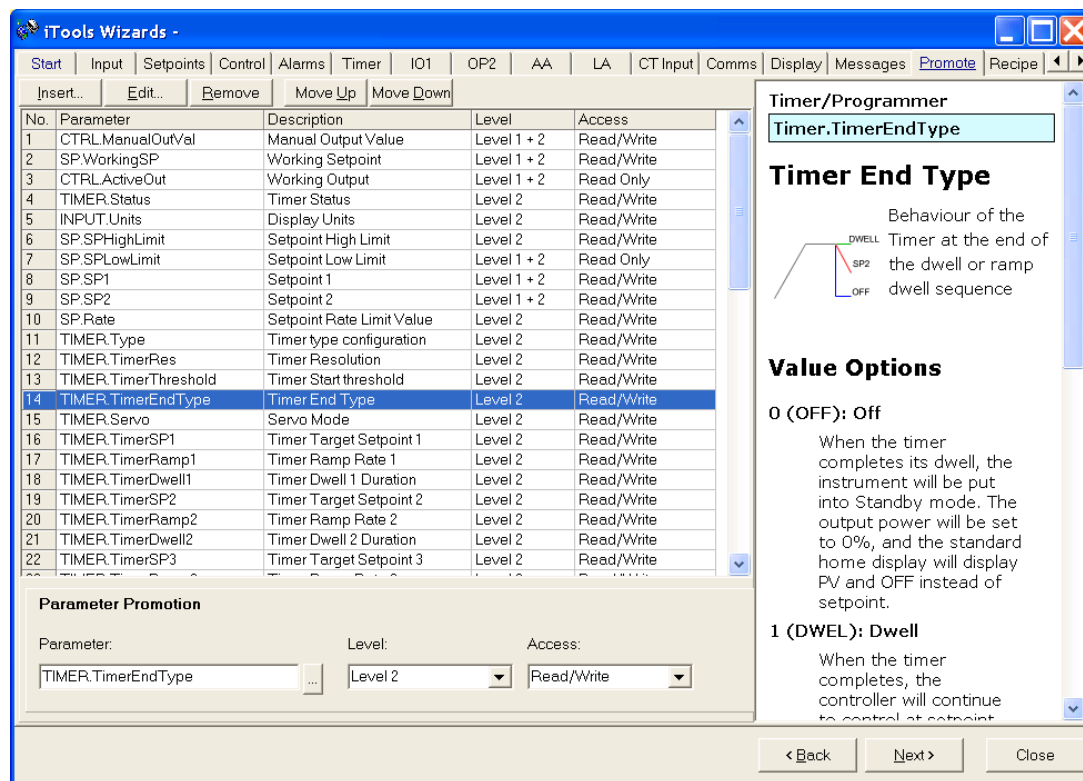 iTools Wizards -
Start Input Setpoints Control Alarms Timer IO1 OP2 AA LA CT Input Comms Display Messages Promote Recipe
Insert... Edit... Remove Move Up Move Down
No. Parameter Description Level Access
1 CTRL.ManualOutVal Manual Output Value Level 1 + 2 Read/Write
2 SP.WorkingSP Working Setpoint Level 1 + 2 Read/Write
3 CTRL.ActiveOut Working Output Level 1 + 2 Read Only
4 TIMER.Status Timer Status Level 2 Read/Write
5 INPUT.Units Display Units Level 2 Read/Write
6 SP.SPHighLimit Setpoint High Limit Level 1 + 2 Read/Write
7 SP.SPLowLimit Setpoint Low Limit Level 1 + 2 Read Only
8 SP.SP1 Setpoint 1 Level 1 + 2 Read/Write
9 SP.SP2 Setpoint 2 Level 1 + 2 Read/Write
10 SP.Rate Setpoint Rate Limit Value Level 2 Read/Write
11 TIMER.Type Timer type configuration Level 2 Read/Write
12 TIMER.TimerRes Timer Resolution Level 2 Read/Write
13 TIMER.TimerThreshold Timer Start threshold Level 2 Read/Write
14 TIMER.TimerEndType Timer End Type Level 2 Read/Write
15 TIMER.Servo Servo Mode Level 2 Read/Write
16 TIMER.TimerSP1 Timer Target Setpoint 1 Level 2 Read/Write
17 TIMER.TimerRamp1 Timer Ramp Rate 1 Level 2 Read/Write
18 TIMER.TimerDwell1 Timer Dwell 1 Duration Level 2 Read/Write
19 TIMER.TimerSP2 Timer Target Setpoint 2 Level 2 Read/Write
20 TIMER.TimerRamp2 Timer Ramp Rate 2 Level 2 Read/Write
21 TIMER.TimerDwell2 Timer Dwell 2 Duration Level 2 Read/Write
22 TIMER.TimerSP3 Timer Target Setpoint 3 Level 2 Read/Write
Parameter Promotion
Parameter: Level: Access:
TIMER.TimerEndType ... Level 2 Read/Write
Timer/Programmer
Timer.TimerEndType
Timer End Type
Behaviour of the
Timer at the end of
the dwell or ramp
dwell sequence
DWELL
SP2
OFF
Value Options
0 (OFF): Off
When the timer
completes its dwell, the
instrument will be put
into Standby mode. The
output power will be set
to 0%, and the standard
home display will display
PV and OFF instead of
setpoint.
1 (DWEL): Dwell
When the timer
completes, the
controller will continue
to control at setpoint
< Back Next > Close